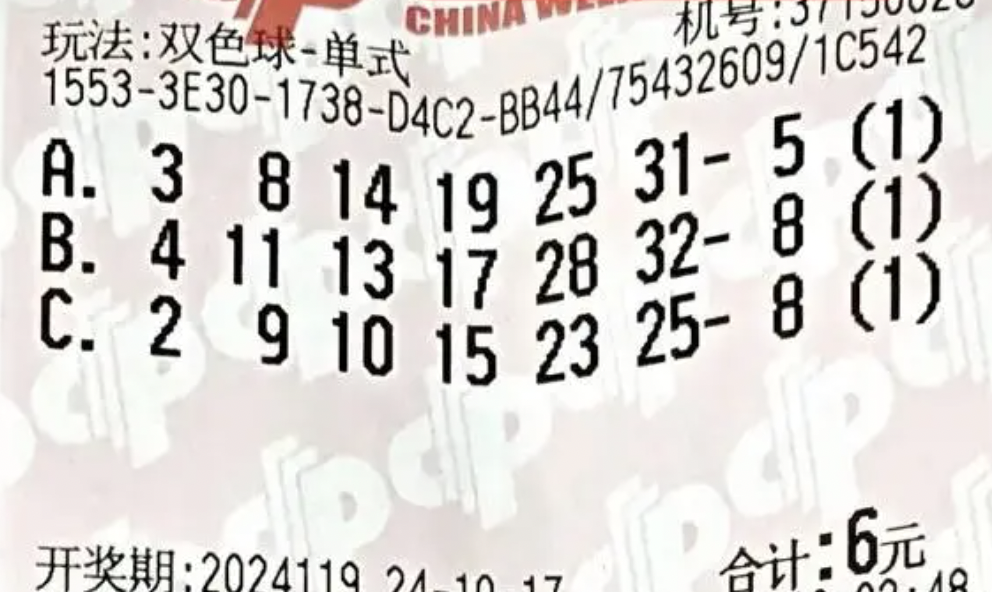 CHINA WEL
机号:37150020
玩法:双色球-单式
1553-3E30-1738-D4C2-BB44/75432609/1C542
A. 3 8 14 19 25 31- 5 (1)
B. 4 11 13 17 28 32- 8 (1)
C. 2 9 10 15 23 25- 8 (1)
合计:6元
开奖期:2024119 24-10-17